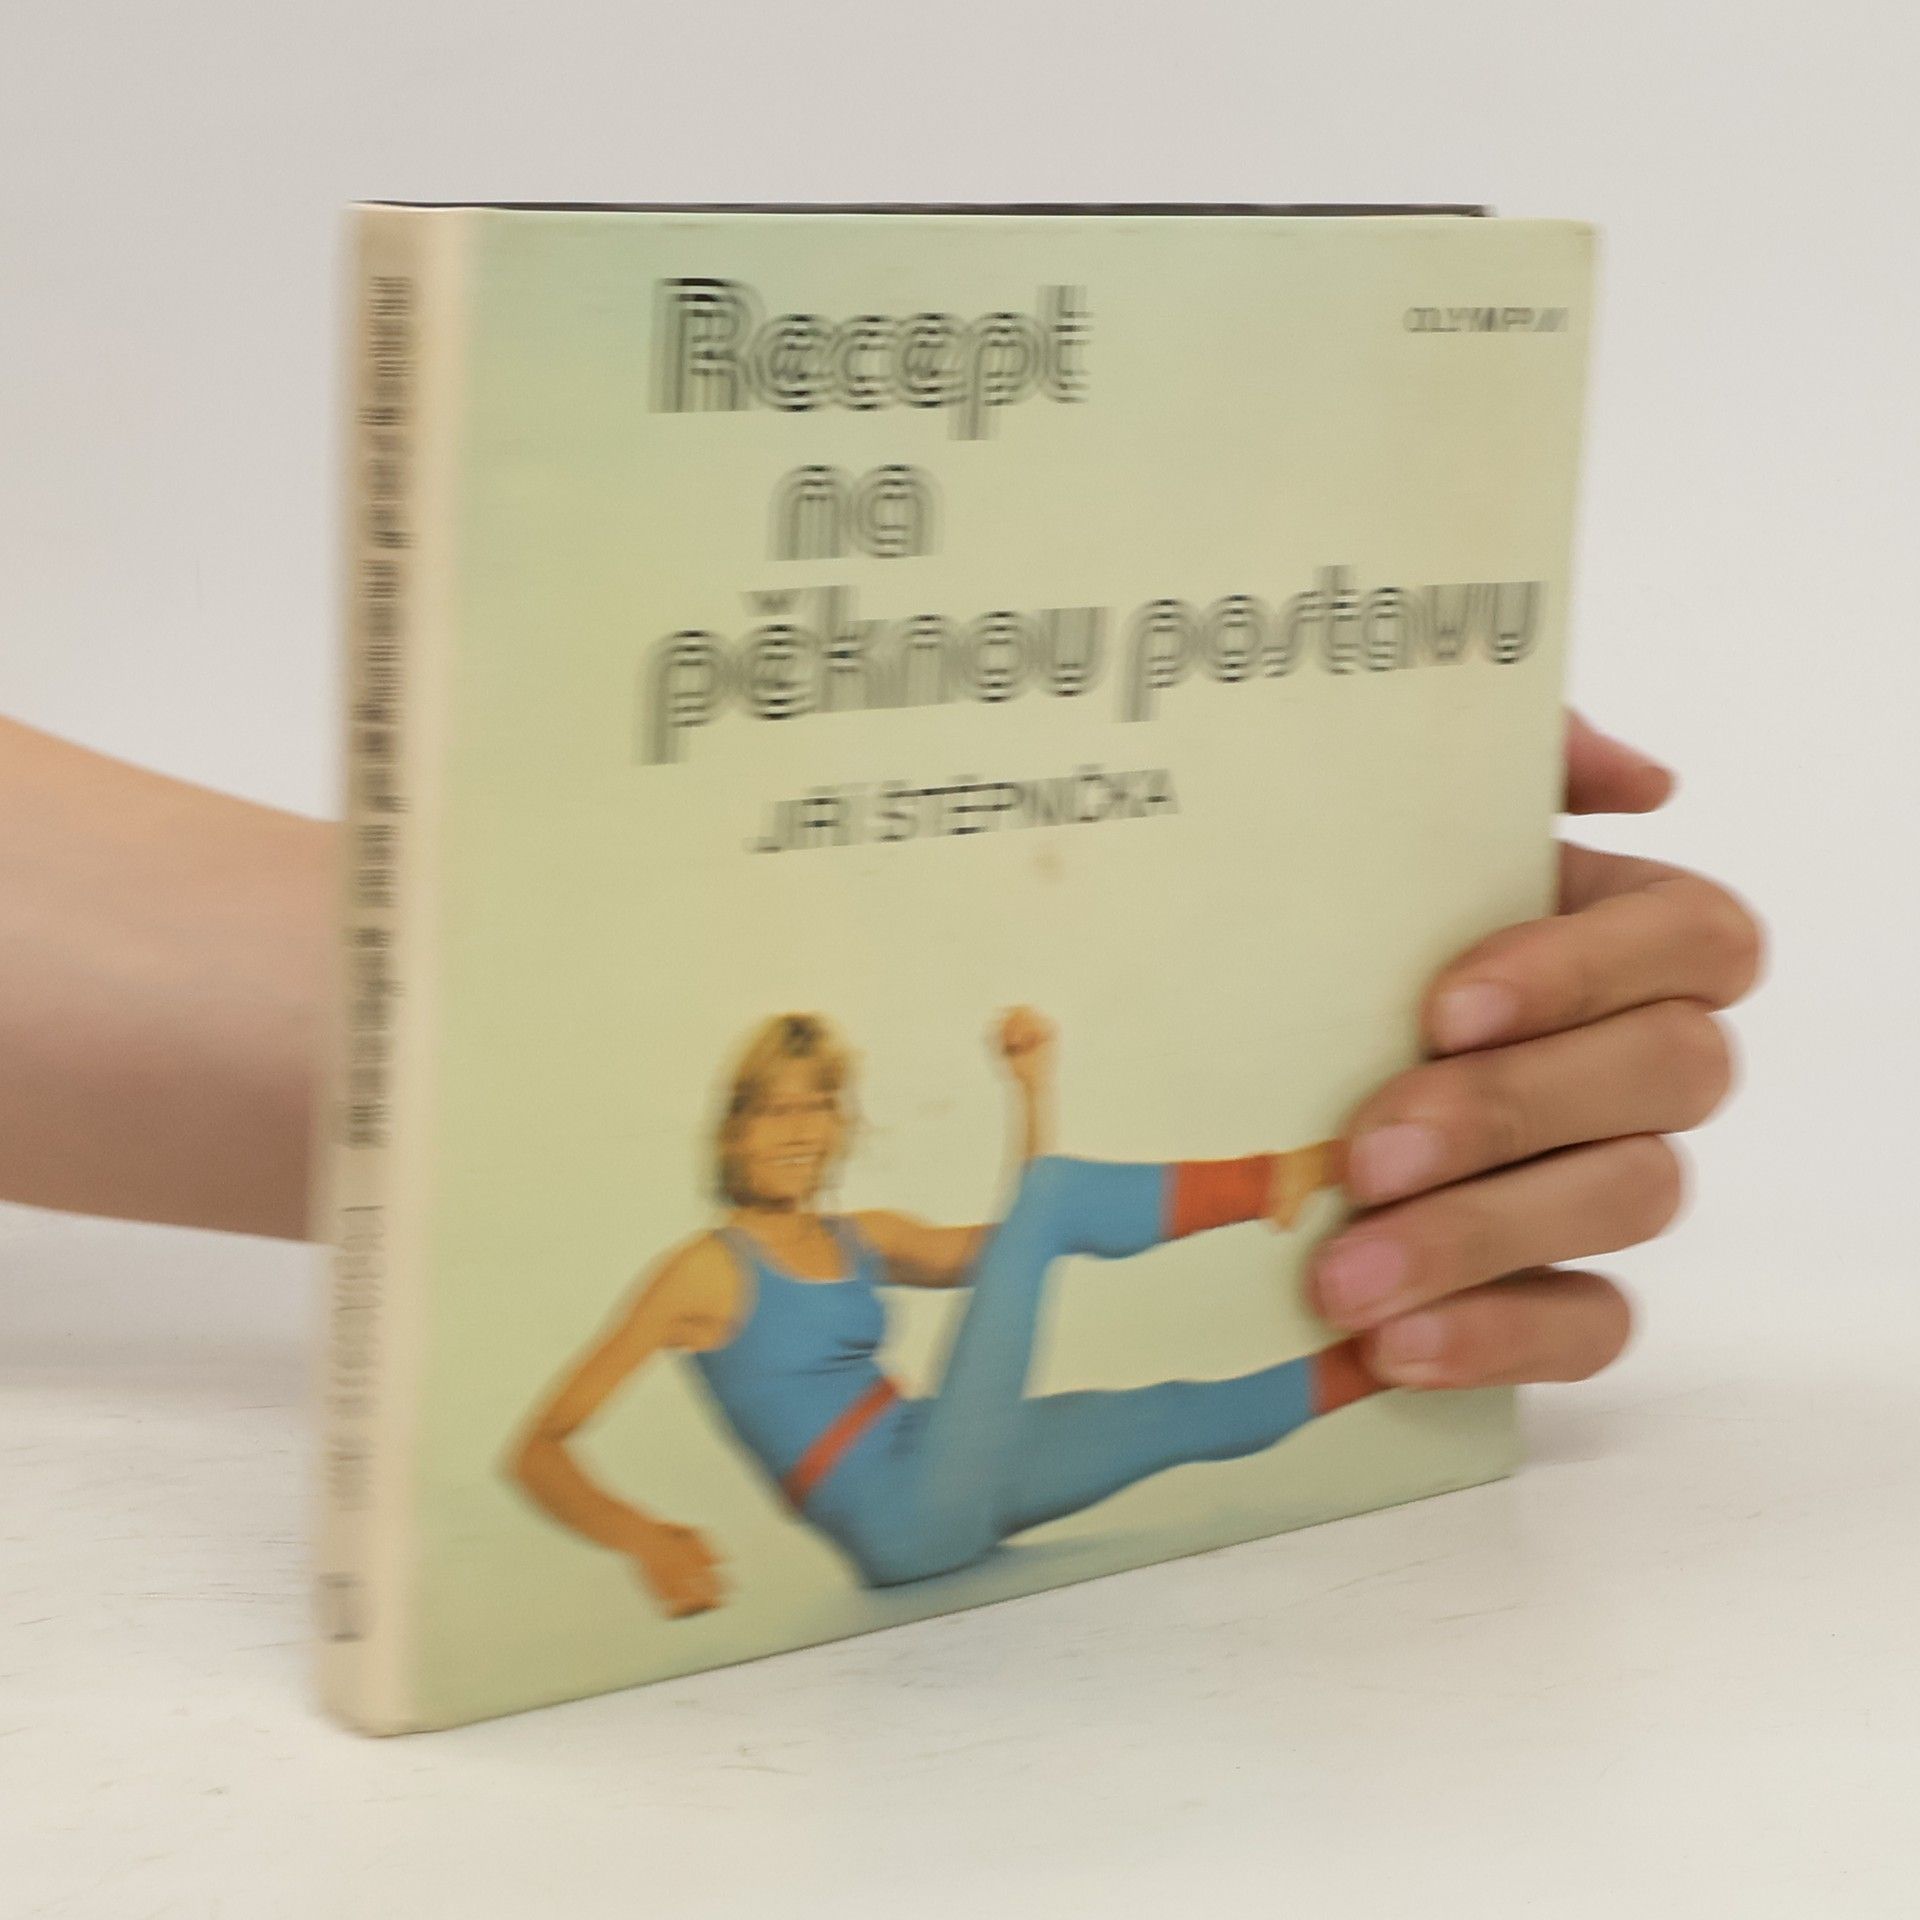 OLYMPIA
Recept
na
pěknou postavu
JIŘÍ ŠTĚPNIČKA